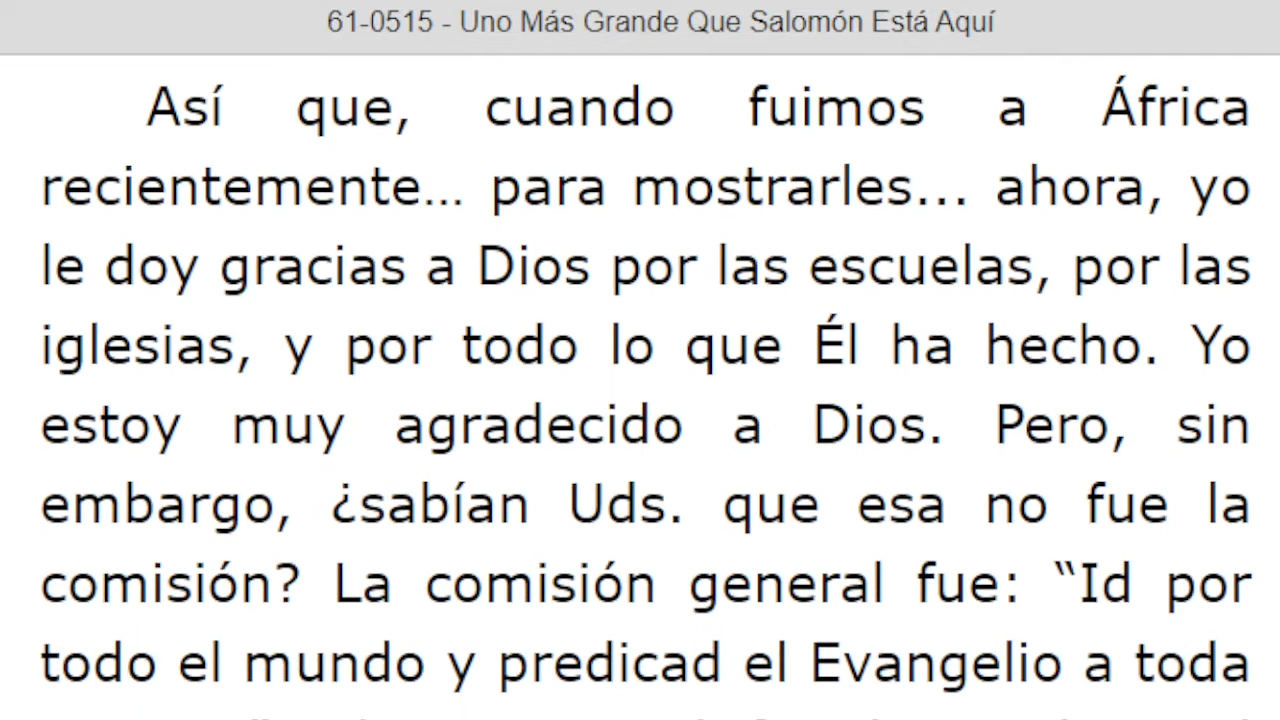 61-0515 - Uno Más Grande Que Salomón Está Aquí
Así que, cuando fuimos a África
recientemente... para mostrarles... ahora, yo
le doy gracias a Dios por las escuelas, por las
iglesias, y por todo lo que Él ha hecho. Yo
estoy muy agradecido a Dios. Pero, sin
embargo, ¿sabían Uds. que esa no fue la
comisión? La comisión general fue: “Id por
todo el mundo y predicad el Evangelio a toda